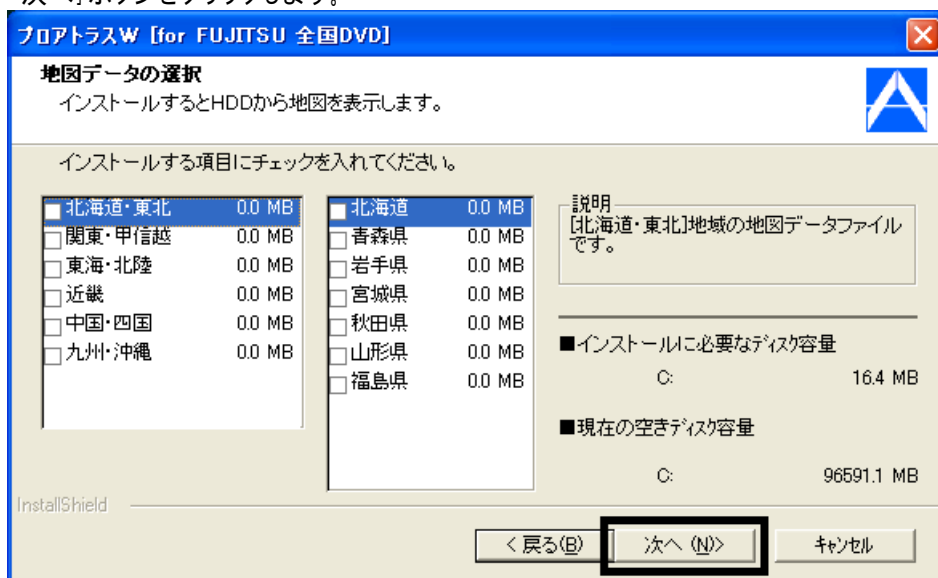 次へ]ボタンをクリックします。
プロアトラスW [for FUJITSU 全国DVD]
地図データの選択
インストールするとHDDから地図を表示します。
インストールする項目にチェックを入れてください。
北海道・東北 0.0 MB
関東・甲信越 0.0 MB
東海・北陸 0.0 MB
近畿 0.0 MB
中国・四国 0.0 MB
九州・沖縄 0.0 MB
北海道 0.0 MB
青森県 0.0 MB
岩手県 0.0 MB
宮城県 0.0 MB
秋田県 0.0 MB
山形県 0.0 MB
福島県 0.0 MB
説明
[北海道・東北]地域の地図データファイル
です。
■インストールに必要なディスク容量
C: 16.4 MB
■現在の空きディスク容量
C: 96591.1 MB
InstallShield
< 戻る(B)
次へ (N)>
キャンセル